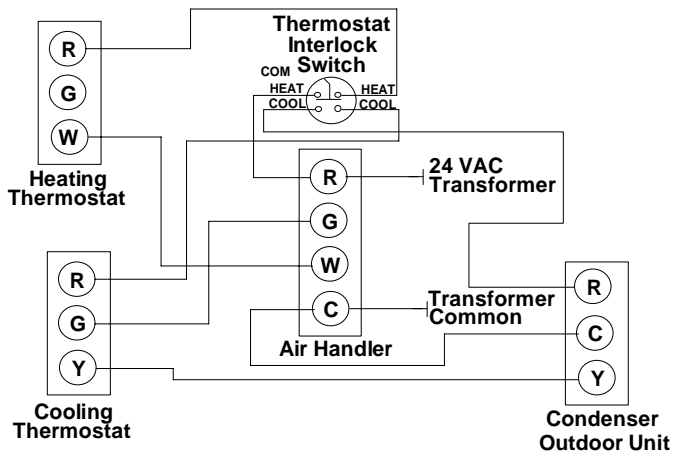 Thermostat
Interlock
Switch
COM
HEAT
HEAT
COOL
COOL
R
G
W
Heating
Thermostat
R
G
W
C
Air Handler
24 VAC
Transformer
Transformer
Common
R
G
Y
Cooling
Thermostat
R
C
Y
Condenser
Outdoor Unit